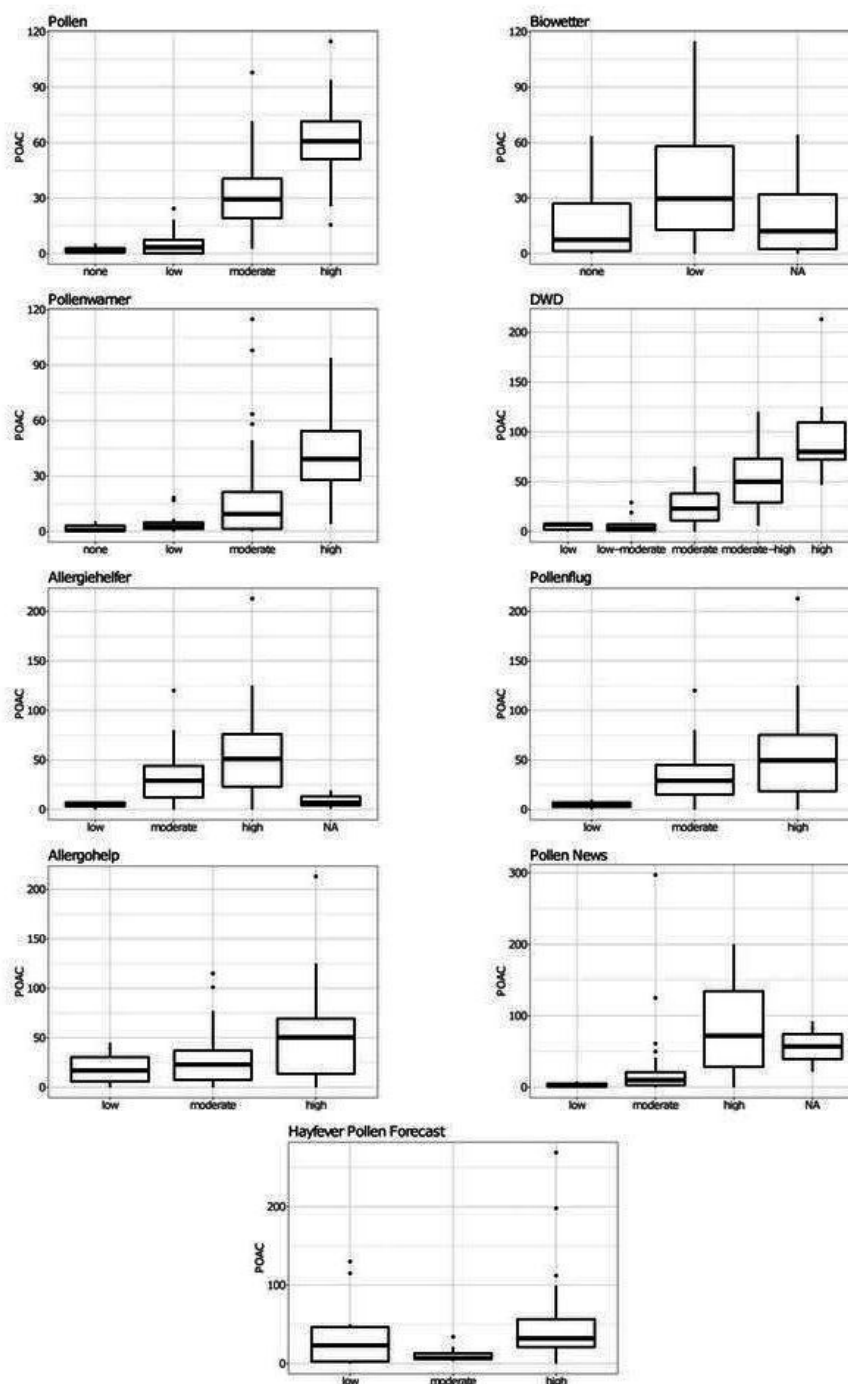 Pollen
120
90
60
30
0
POAC
none low moderate high
Biowetter
120
90
60
30
0
POAC
none low NA
Pollenwarner
120
90
60
30
0
POAC
none low moderate high
DWD
200
150
100
50
0
POAC
low low-moderate moderate moderate-high high
Allergiehelfer
200
150
100
50
0
POAC
low moderate high NA
Pollenflug
200
150
100
50
0
POAC
low moderate high
Allergohelp
200
150
100
50
0
POAC
low moderate high
Pollen News
300
200
100
0
POAC
low moderate high NA
Hayfever Pollen Forecast
200
100
0
POAC
low moderate high